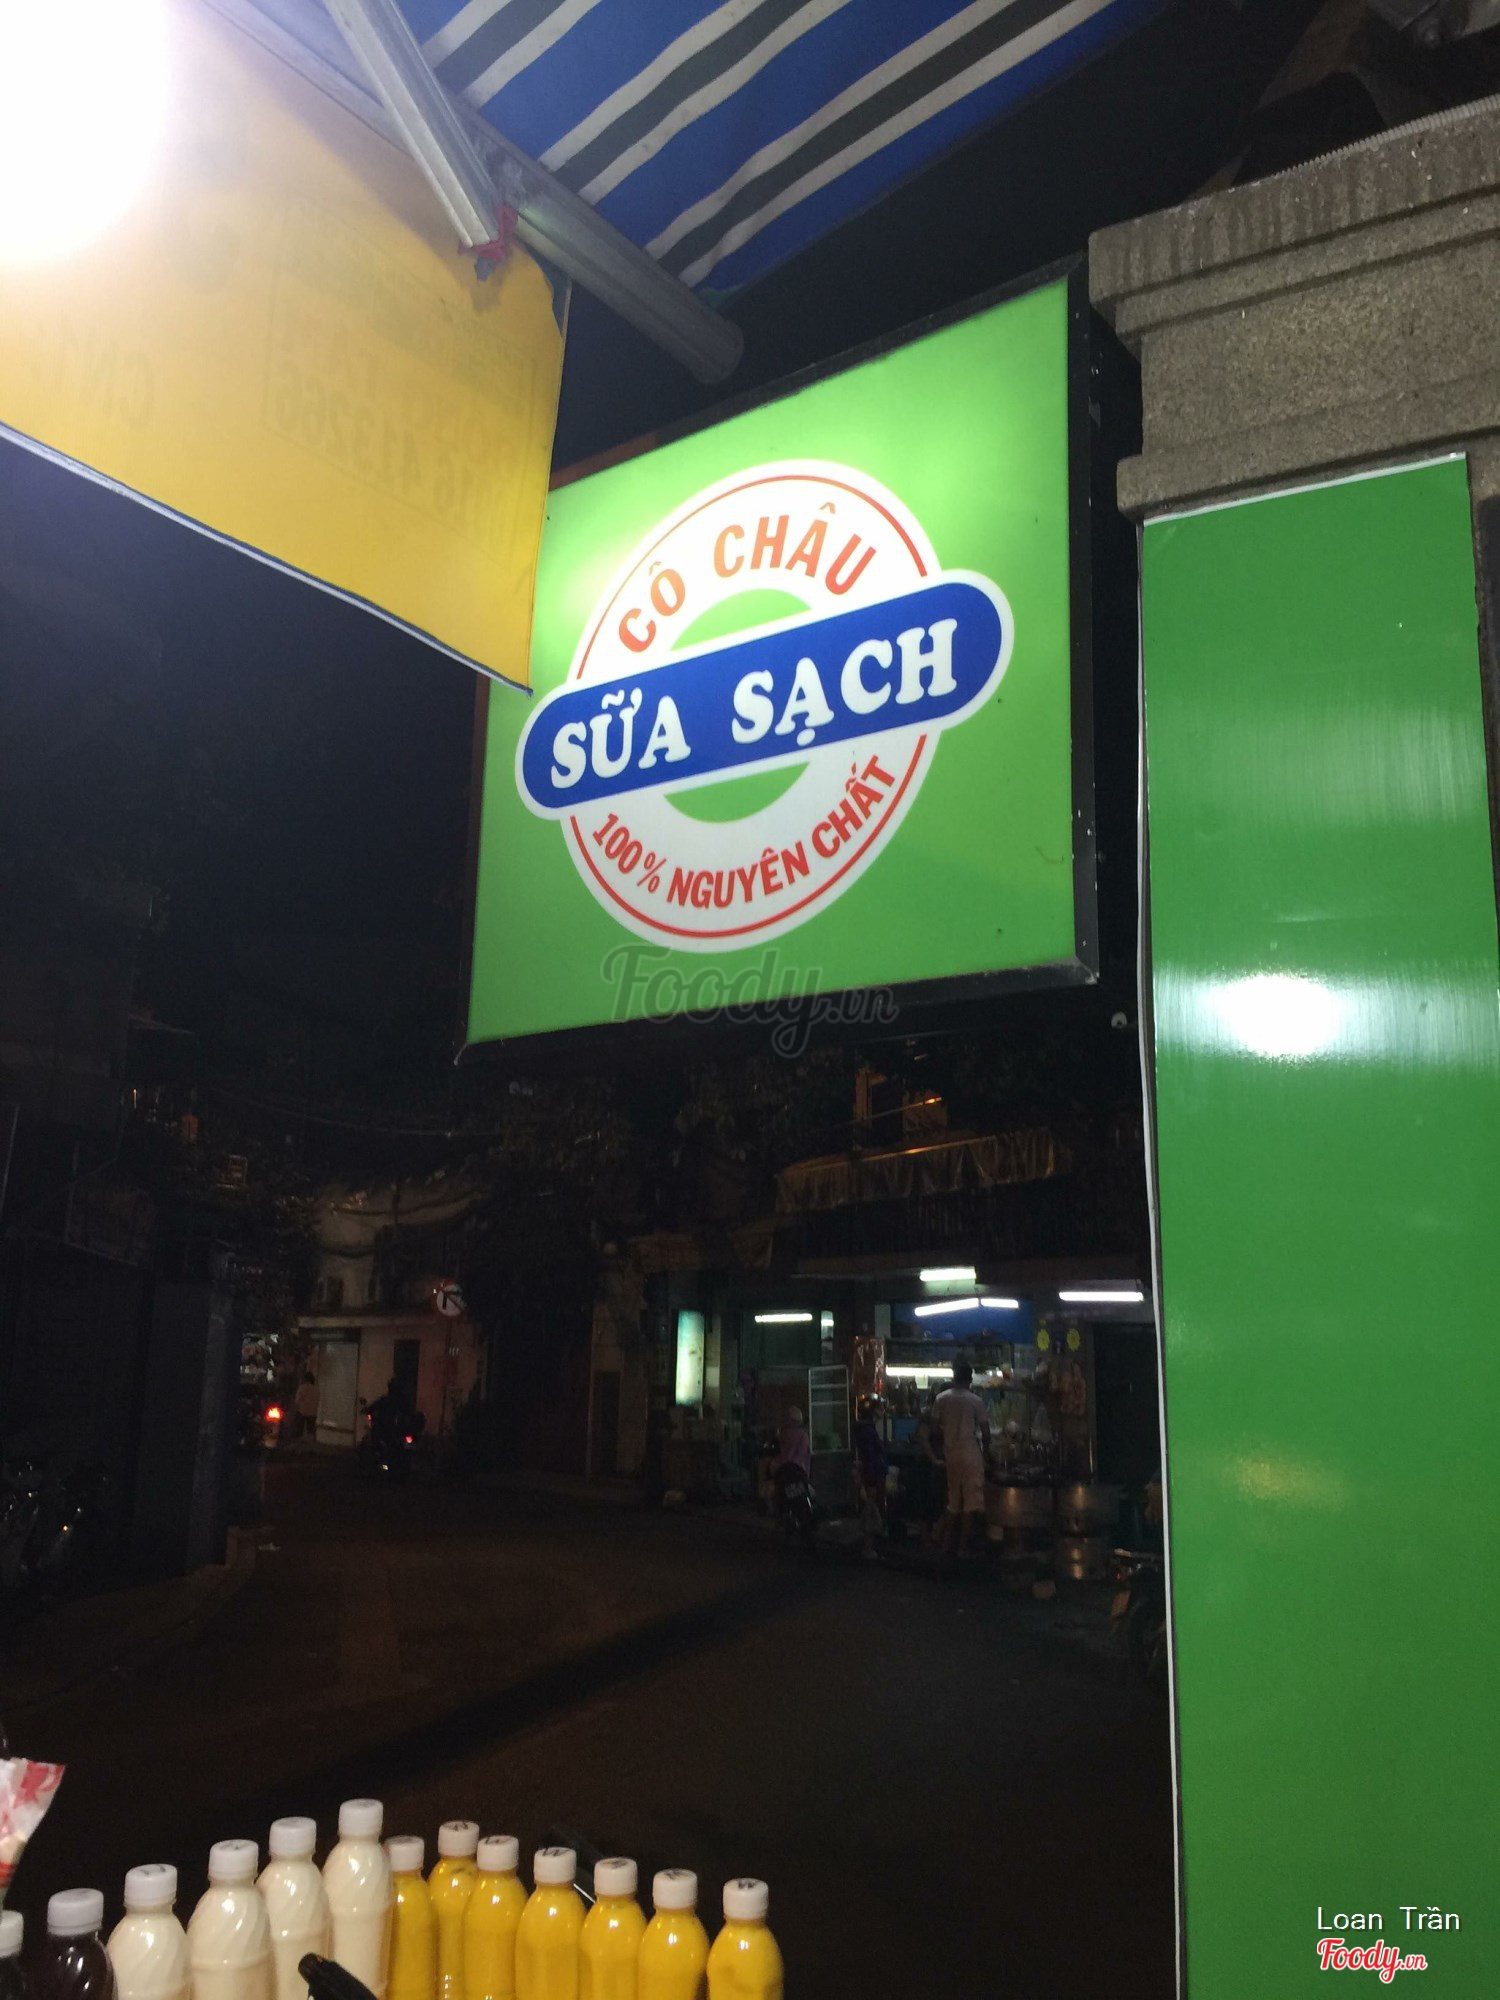 CÔ CHÂU
SỮA SẠCH
100% NGUYÊN CHẤT
Foody.vn
Loan Trần
Foody.vn